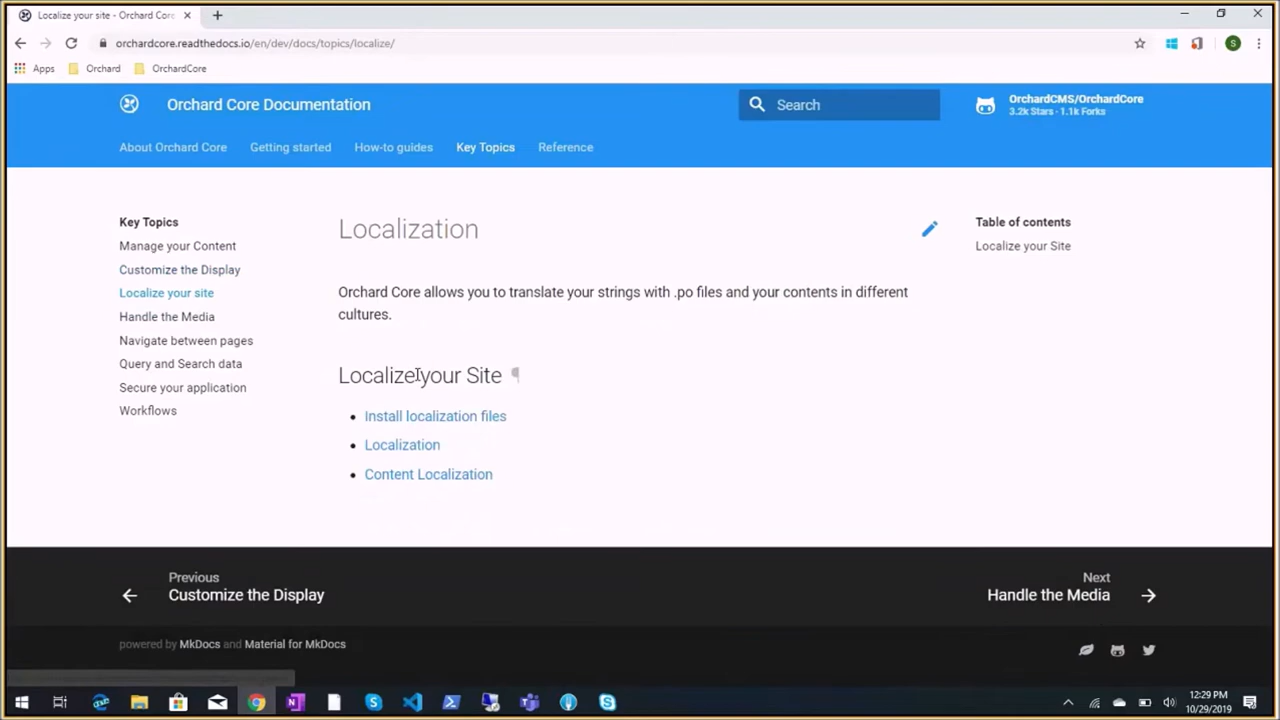 Localize your site - Orchard Core
orchardcore.readthedocs.io/en/dev/docs/topics/localize/
S
Apps
Orchard
OrchardCore
Orchard Core Documentation
Search
OrchardCMS/OrchardCore
3.2k Stars · 1.1k Forks
About Orchard Core
Getting started
How-to guides
Key Topics
Reference
Key Topics
Manage your Content
Customize the Display
Localize your site
Handle the Media
Navigate between pages
Query and Search data
Secure your application
Workflows
Localization
Orchard Core allows you to translate your strings with .po files and your contents in different
cultures.
Localize your Site ¶
Install localization files
Localization
Content Localization
Table of contents
Localize your Site
Previous
Customize the Display
Next
Handle the Media
powered by MkDocs and Material for MkDocs
12:29 PM
10/29/2019